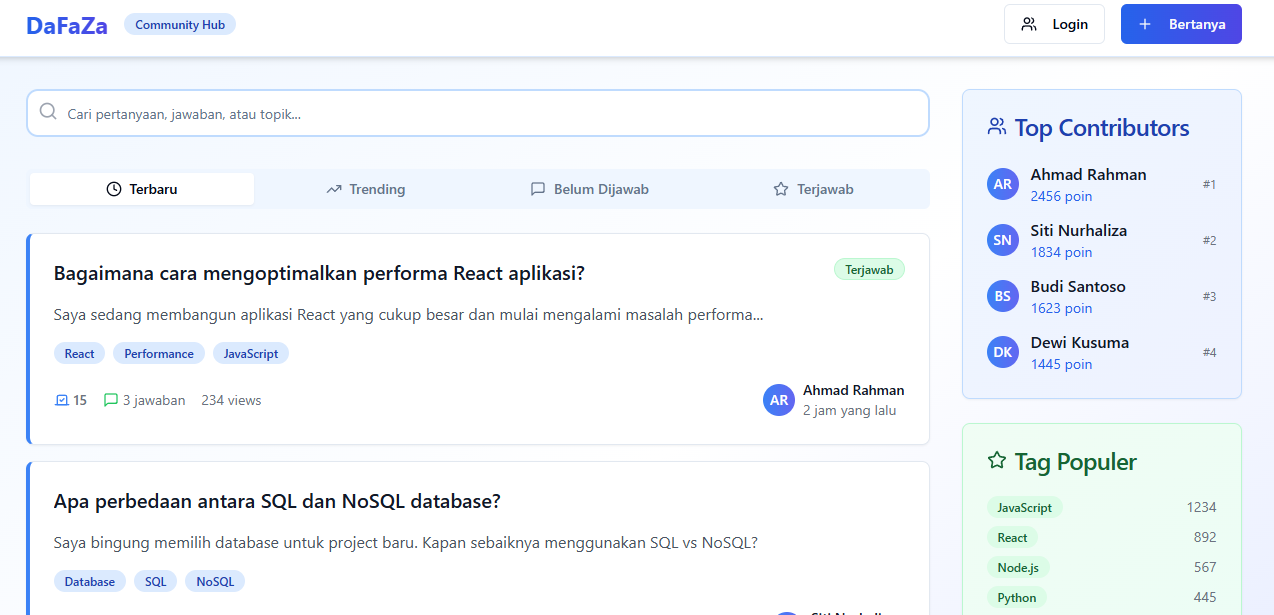 DaFaZa
Community Hub
Login
Bertanya
Cari pertanyaan, jawaban, atau topik...
Terbaru
Trending
Belum Dijawab
Terjawab
Bagaimana cara mengoptimalkan performa React aplikasi?
Terjawab
Saya sedang membangun aplikasi React yang cukup besar dan mulai mengalami masalah performa...
React
Performance
JavaScript
15
3 jawaban
234 views
AR
Ahmad Rahman
2 jam yang lalu
Apa perbedaan antara SQL dan NoSQL database?
Saya bingung memilih database untuk project baru. Kapan sebaiknya menggunakan SQL vs NoSQL?
Database
SQL
NoSQL
Top Contributors
AR
Ahmad Rahman
2456 poin
#1
SN
Siti Nurhaliza
1834 poin
#2
BS
Budi Santoso
1623 poin
#3
DK
Dewi Kusuma
1445 poin
#4
Tag Populer
JavaScript
1234
React
892
Node.js
567
Python
445